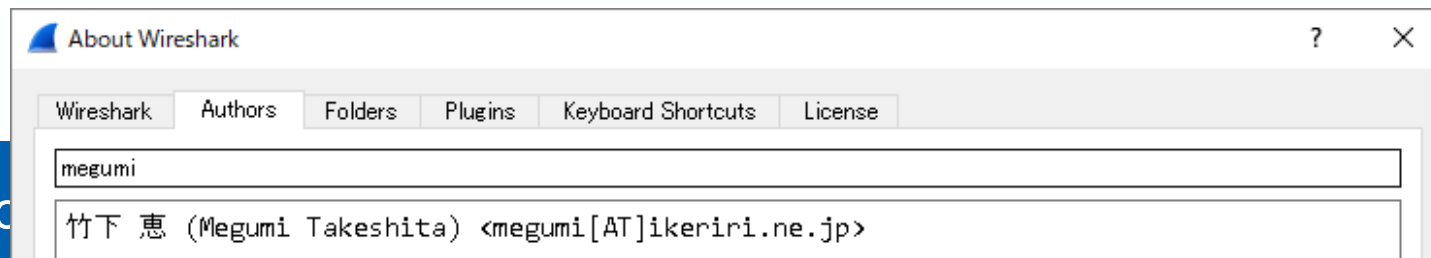 About Wireshark
?
Wireshark Authors Folders Plugins Keyboard Shortcuts License
megumi
竹下 恵 (Megumi Takeshita) <megumi[AT]ikeriri.ne.jp>